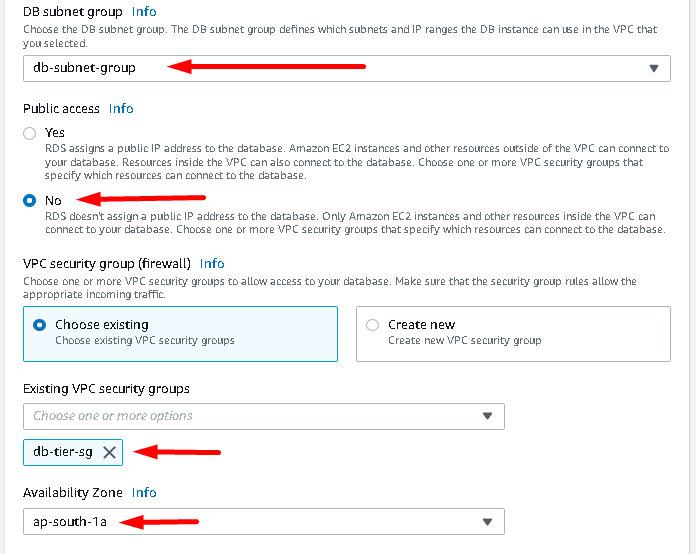 DB subnet group Info
Choose the DB subnet group. The DB subnet group defines which subnets and IP ranges the DB instance can use in the VPC that
you selected.
db-subnet-group
Public access Info
Yes
RDS assigns a public IP address to the database. Amazon EC2 instances and other resources outside of the VPC can connect to
your database. Resources inside the VPC can also connect to the database. Choose one or more VPC security groups that
specify which resources can connect to the database.
No
RDS doesn't assign a public IP address to the database. Only Amazon EC2 instances and other resources inside the VPC can
connect to your database. Choose one or more VPC security groups that specify which resources can connect to the database.
VPC security group (firewall) Info
Choose one or more VPC security groups to allow access to your database. Make sure that the security group rules allow the
appropriate incoming traffic.
Choose existing
Choose existing VPC security groups
Create new
Create new VPC security group
Existing VPC security groups
Choose one or more options
db-tier-sg
Availability Zone Info
ap-south-1a